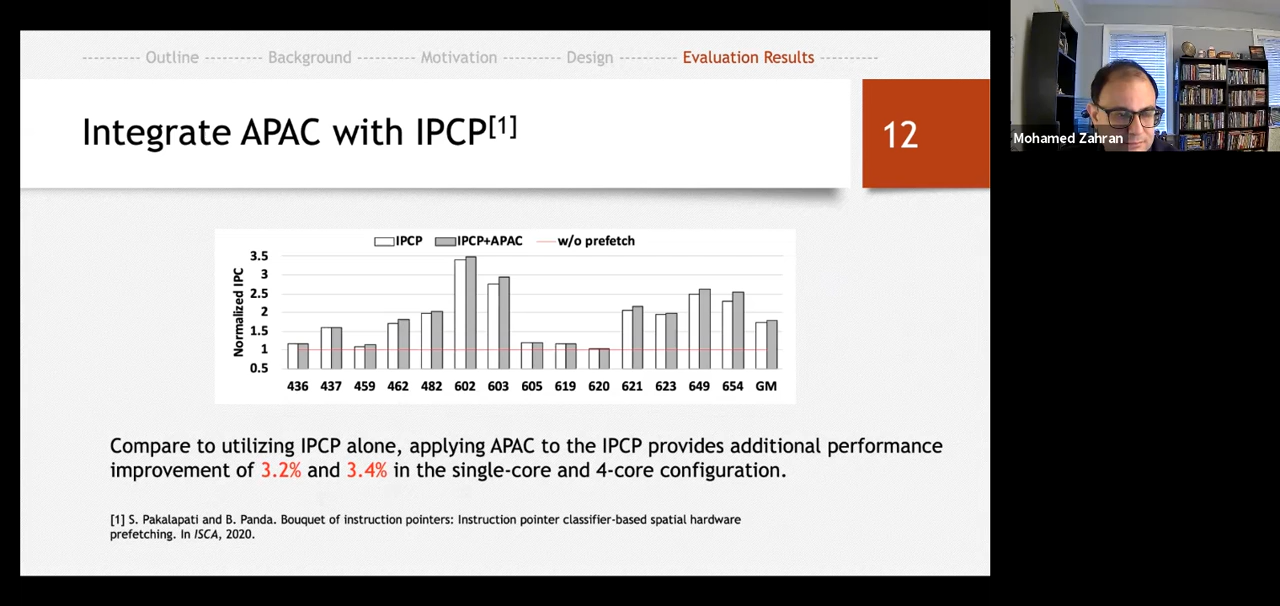 Outline Background Motivation Design Evaluation Results
Integrate APAC with IPCP[1]
12
Mohamed Zahran
IPCP IPCP+APAC w/o prefetch
Normalized IPC
3.5
3
2.5
2
1.5
1
0.5
436 437 459 462 482 602 603 605 619 620 621 623 649 654 GM
Compare to utilizing IPCP alone, applying APAC to the IPCP provides additional performance
improvement of 3.2% and 3.4% in the single-core and 4-core configuration.
[1] S. Pakalapati and B. Panda. Bouquet of instruction pointers: Instruction pointer classifier-based spatial hardware
prefetching. In ISCA, 2020.